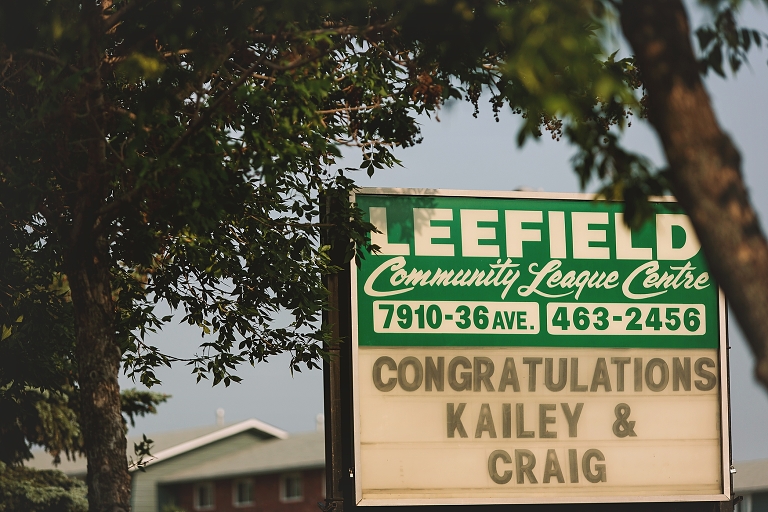 LEEFIELD
Community League Centre
7910-36 AVE. 463-2456
CONGRATULATIONS
KAILEY &
CRAIG